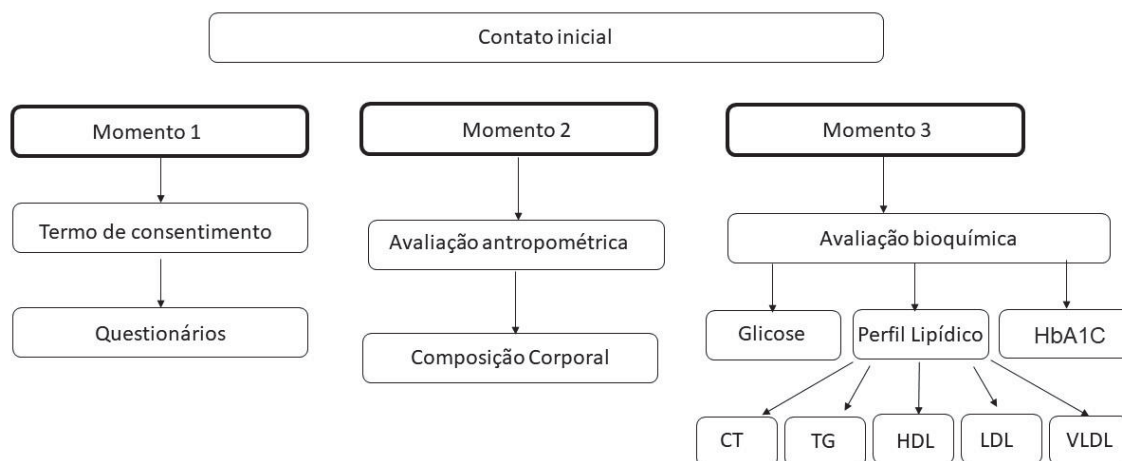 Contato inicial
Momento 1
Momento 2
Momento 3
Termo de consentimento
Avaliação antropométrica
Avaliação bioquímica
Questionários
Composição Corporal
Glicose
Perfil Lipídico
HbA1C
CT
TG
HDL
LDL
VLDL